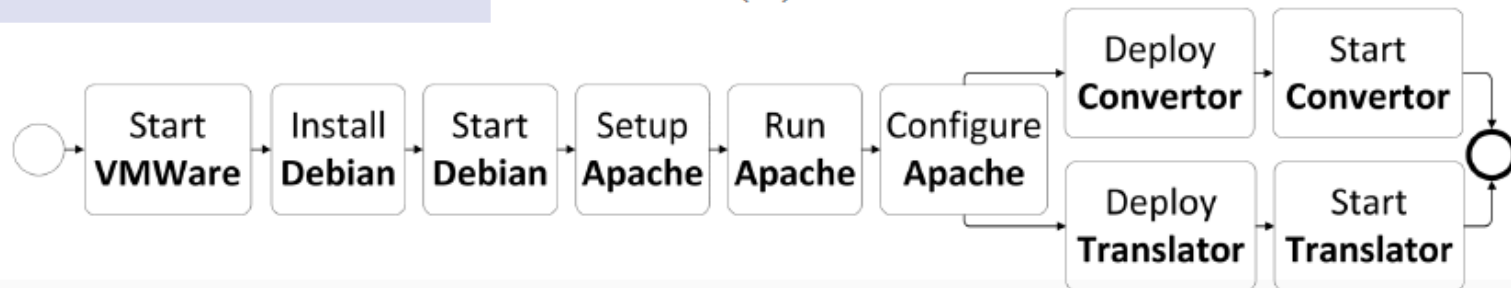 Start
VMWare
Install
Debian
Start
Debian
Setup
Apache
Run
Apache
Configure
Apache
Deploy
Convertor
Start
Convertor
Deploy
Translator
Start
Translator